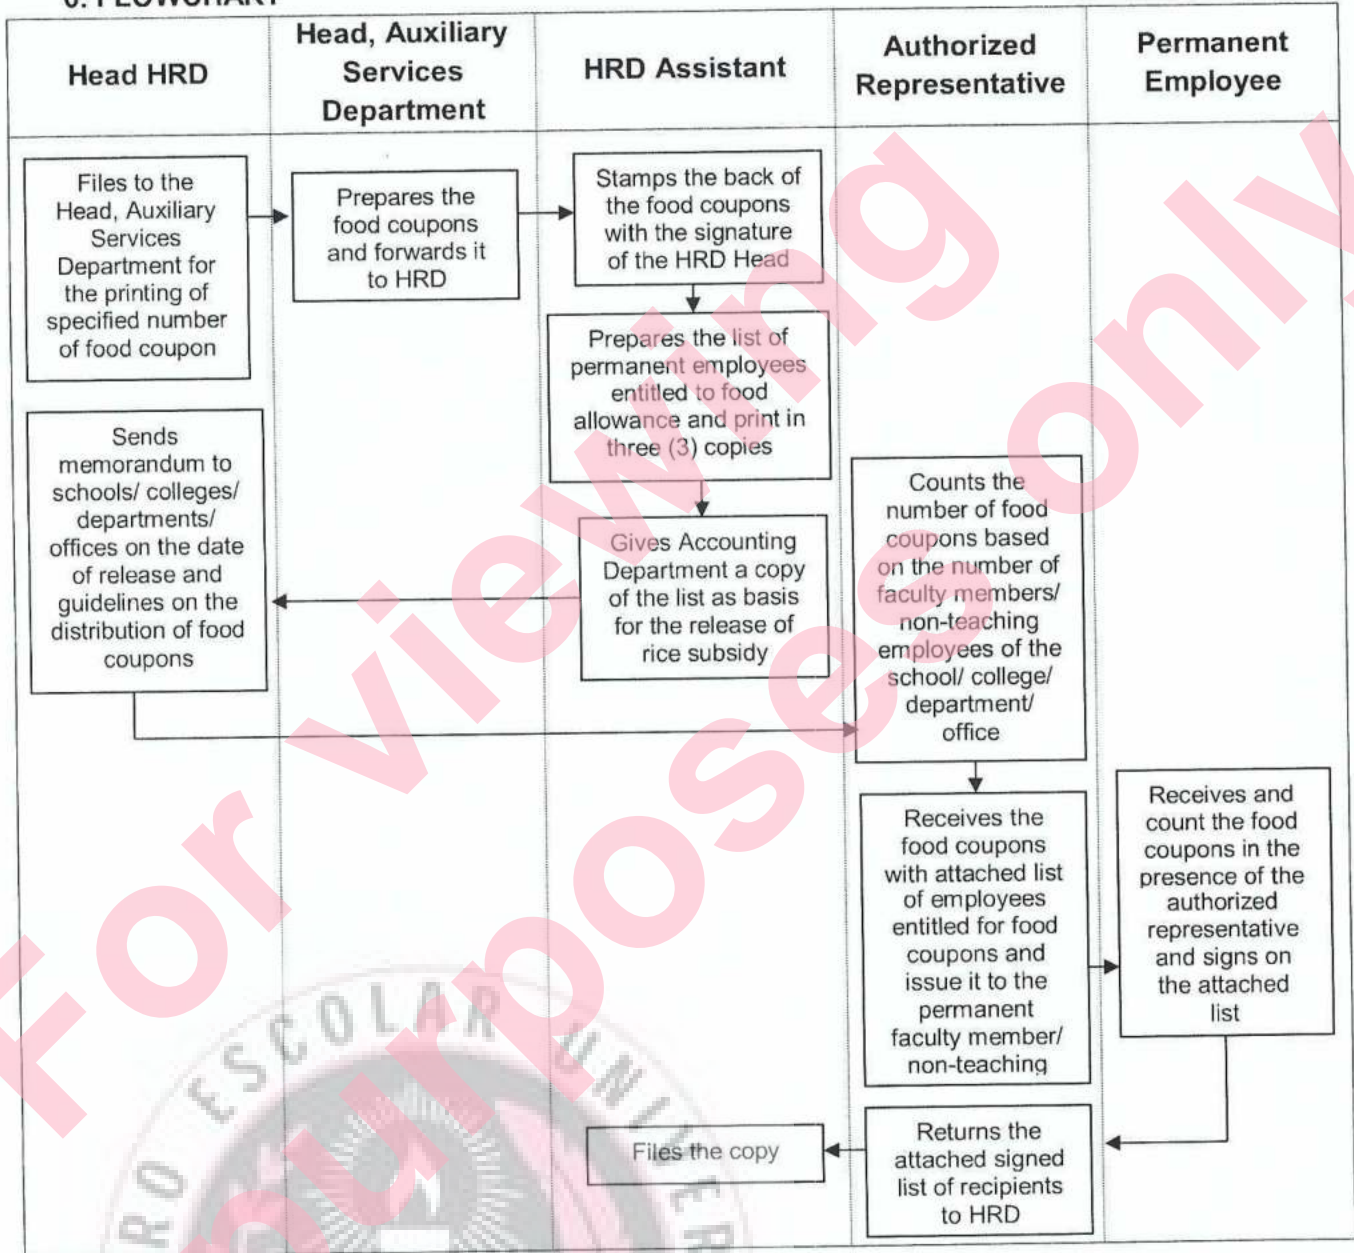 Head HRD
Head, Auxiliary
Services
Department
HRD Assistant
Authorized
Representative
Permanent
Employee
Files to the
Head, Auxiliary
Services
Department for
the printing of
specified number
of food coupon
Prepares the
food coupons
and forwards it
to HRD
Stamps the back of
the food coupons
with the signature
of the HRD Head
Prepares the list of
permanent employees
entitled to food
allowance and print in
three (3) copies
Gives Accounting
Department a copy
of the list as basis
for the release of
rice subsidy
Sends
memorandum to
schools/ colleges/
departments/
offices on the date
of release and
guidelines on the
distribution of food
coupons
Counts the
number of food
coupons based
on the number of
faculty members/
non-teaching
employees of the
school/ college/
department/
office
Receives the
food coupons
with attached list
of employees
entitled for food
coupons and
issue it to the
permanent
faculty member/
non-teaching
Receives and
count the food
coupons in the
presence of the
authorized
representative
and signs on
the attached
list
Returns the
attached signed
list of recipients
to HRD
Files the copy
For viewing
purposes only
RO ESCOLAR UNIVER